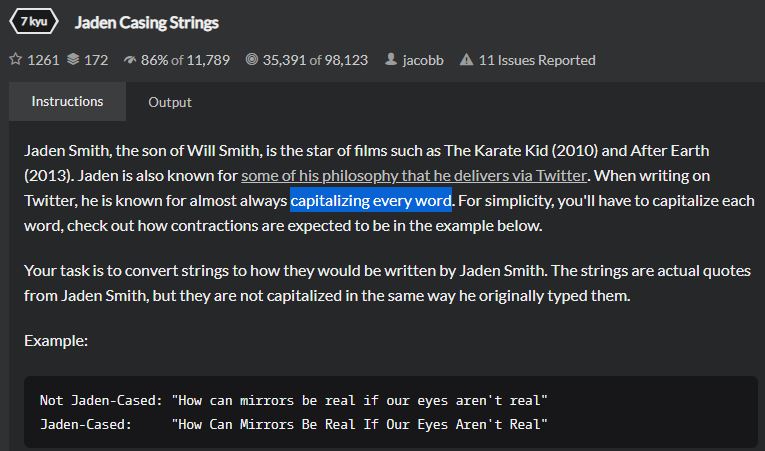 7 kyu Jaden Casing Strings
1261 172 86% of 11,789 35,391 of 98,123 jacobb 11 Issues Reported
Instructions Output
Jaden Smith, the son of Will Smith, is the star of films such as The Karate Kid (2010) and After Earth
(2013). Jaden is also known for some of his philosophy that he delivers via Twitter. When writing on
Twitter, he is known for almost always capitalizing every word. For simplicity, you'll have to capitalize each
word, check out how contractions are expected to be in the example below.
Your task is to convert strings to how they would be written by Jaden Smith. The strings are actual quotes
from Jaden Smith, but they are not capitalized in the same way he originally typed them.
Example:
Not Jaden-Cased: "How can mirrors be real if our eyes aren't real"
Jaden-Cased: "How Can Mirrors Be Real If Our Eyes Aren't Real"